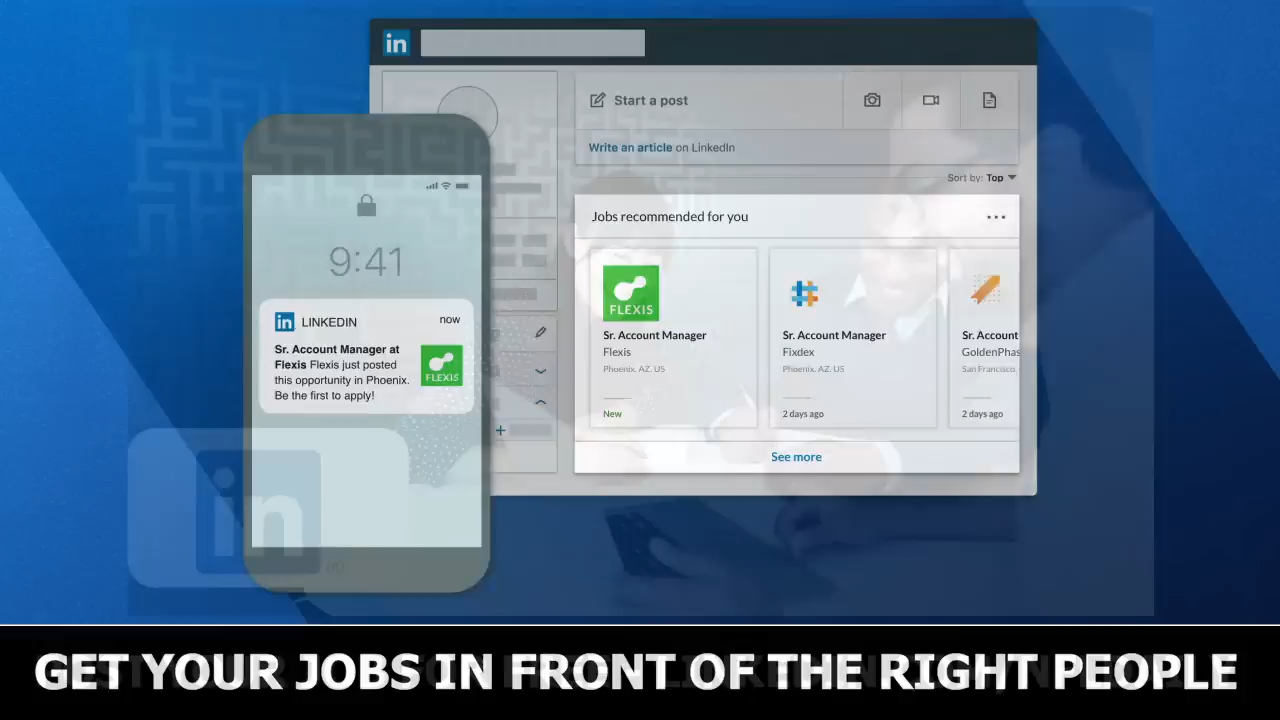 in
Start a post
Write an article on LinkedIn
Sort by: Top
Jobs recommended for you
FLEXIS
Sr. Account Manager
Flexis
Phoenix, AZ, US
New
Sr. Account Manager
Fixdex
Phoenix, AZ, US
2 days ago
Sr. Account
GoldenPhas
San Francisco,
2 days ago
See more
9:41
in LINKEDIN
now
Sr. Account Manager at
Flexis Flexis just posted
this opportunity in Phoenix.
Be the first to apply!
FLEXIS
in
GET YOUR JOBS IN FRONT OF THE RIGHT PEOPLE